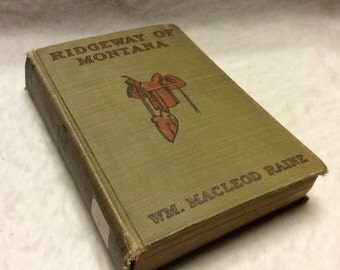 RIDGEWAY OF
MONTANA
WM. MACLEOD RAINE